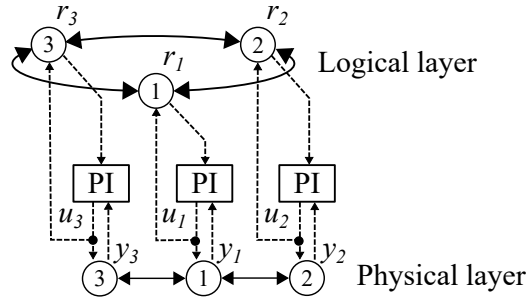 r3 r2
3 r1 2
1 Logical layer
PI PI PI
u3 u1 u2
y3 y1 y2
3 1 2 Physical layer